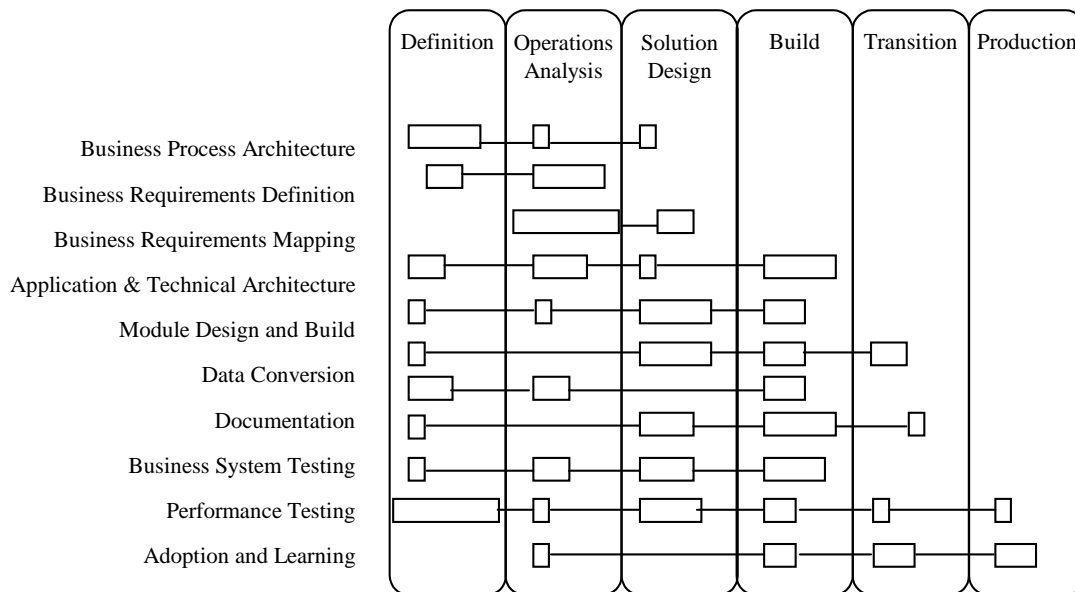 Definition
Operations
Analysis
Solution
Design
Build
Transition
Production
Business Process Architecture
Business Requirements Definition
Business Requirements Mapping
Application & Technical Architecture
Module Design and Build
Data Conversion
Documentation
Business System Testing
Performance Testing
Adoption and Learning